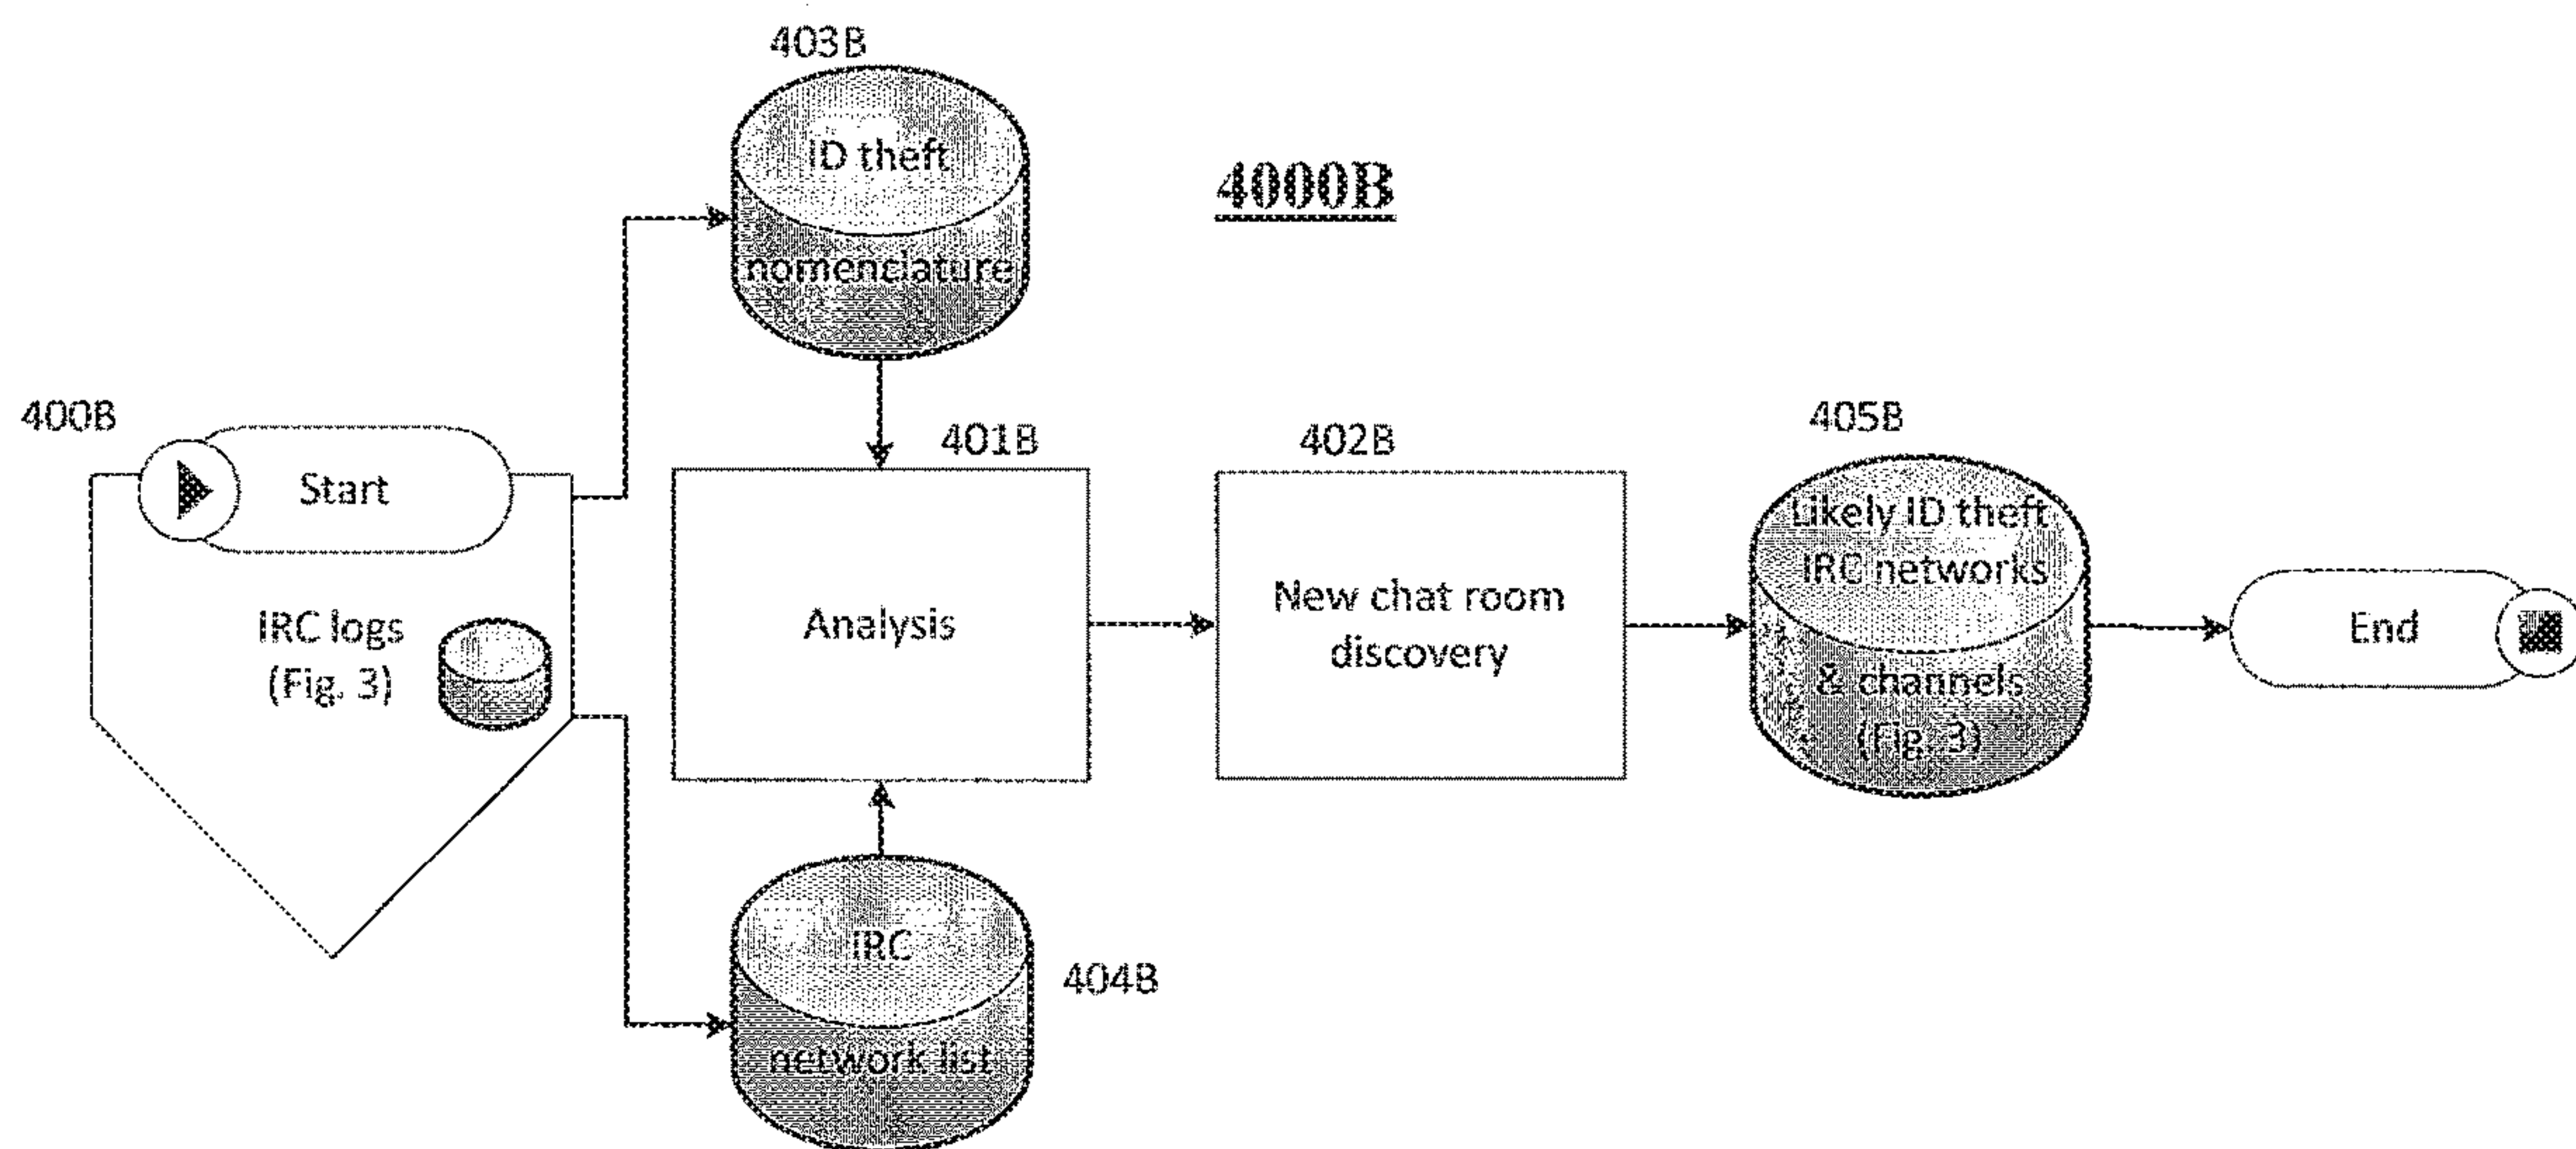 403B
ID theft
nomenclature
4000B
400B
Start
IRC logs
(Fig. 3)
401B
Analysis
402B
New chat room
discovery
405B
Likely ID theft
IRC networks
& channels
(Fig. 3)
End
IRC
network list
404B